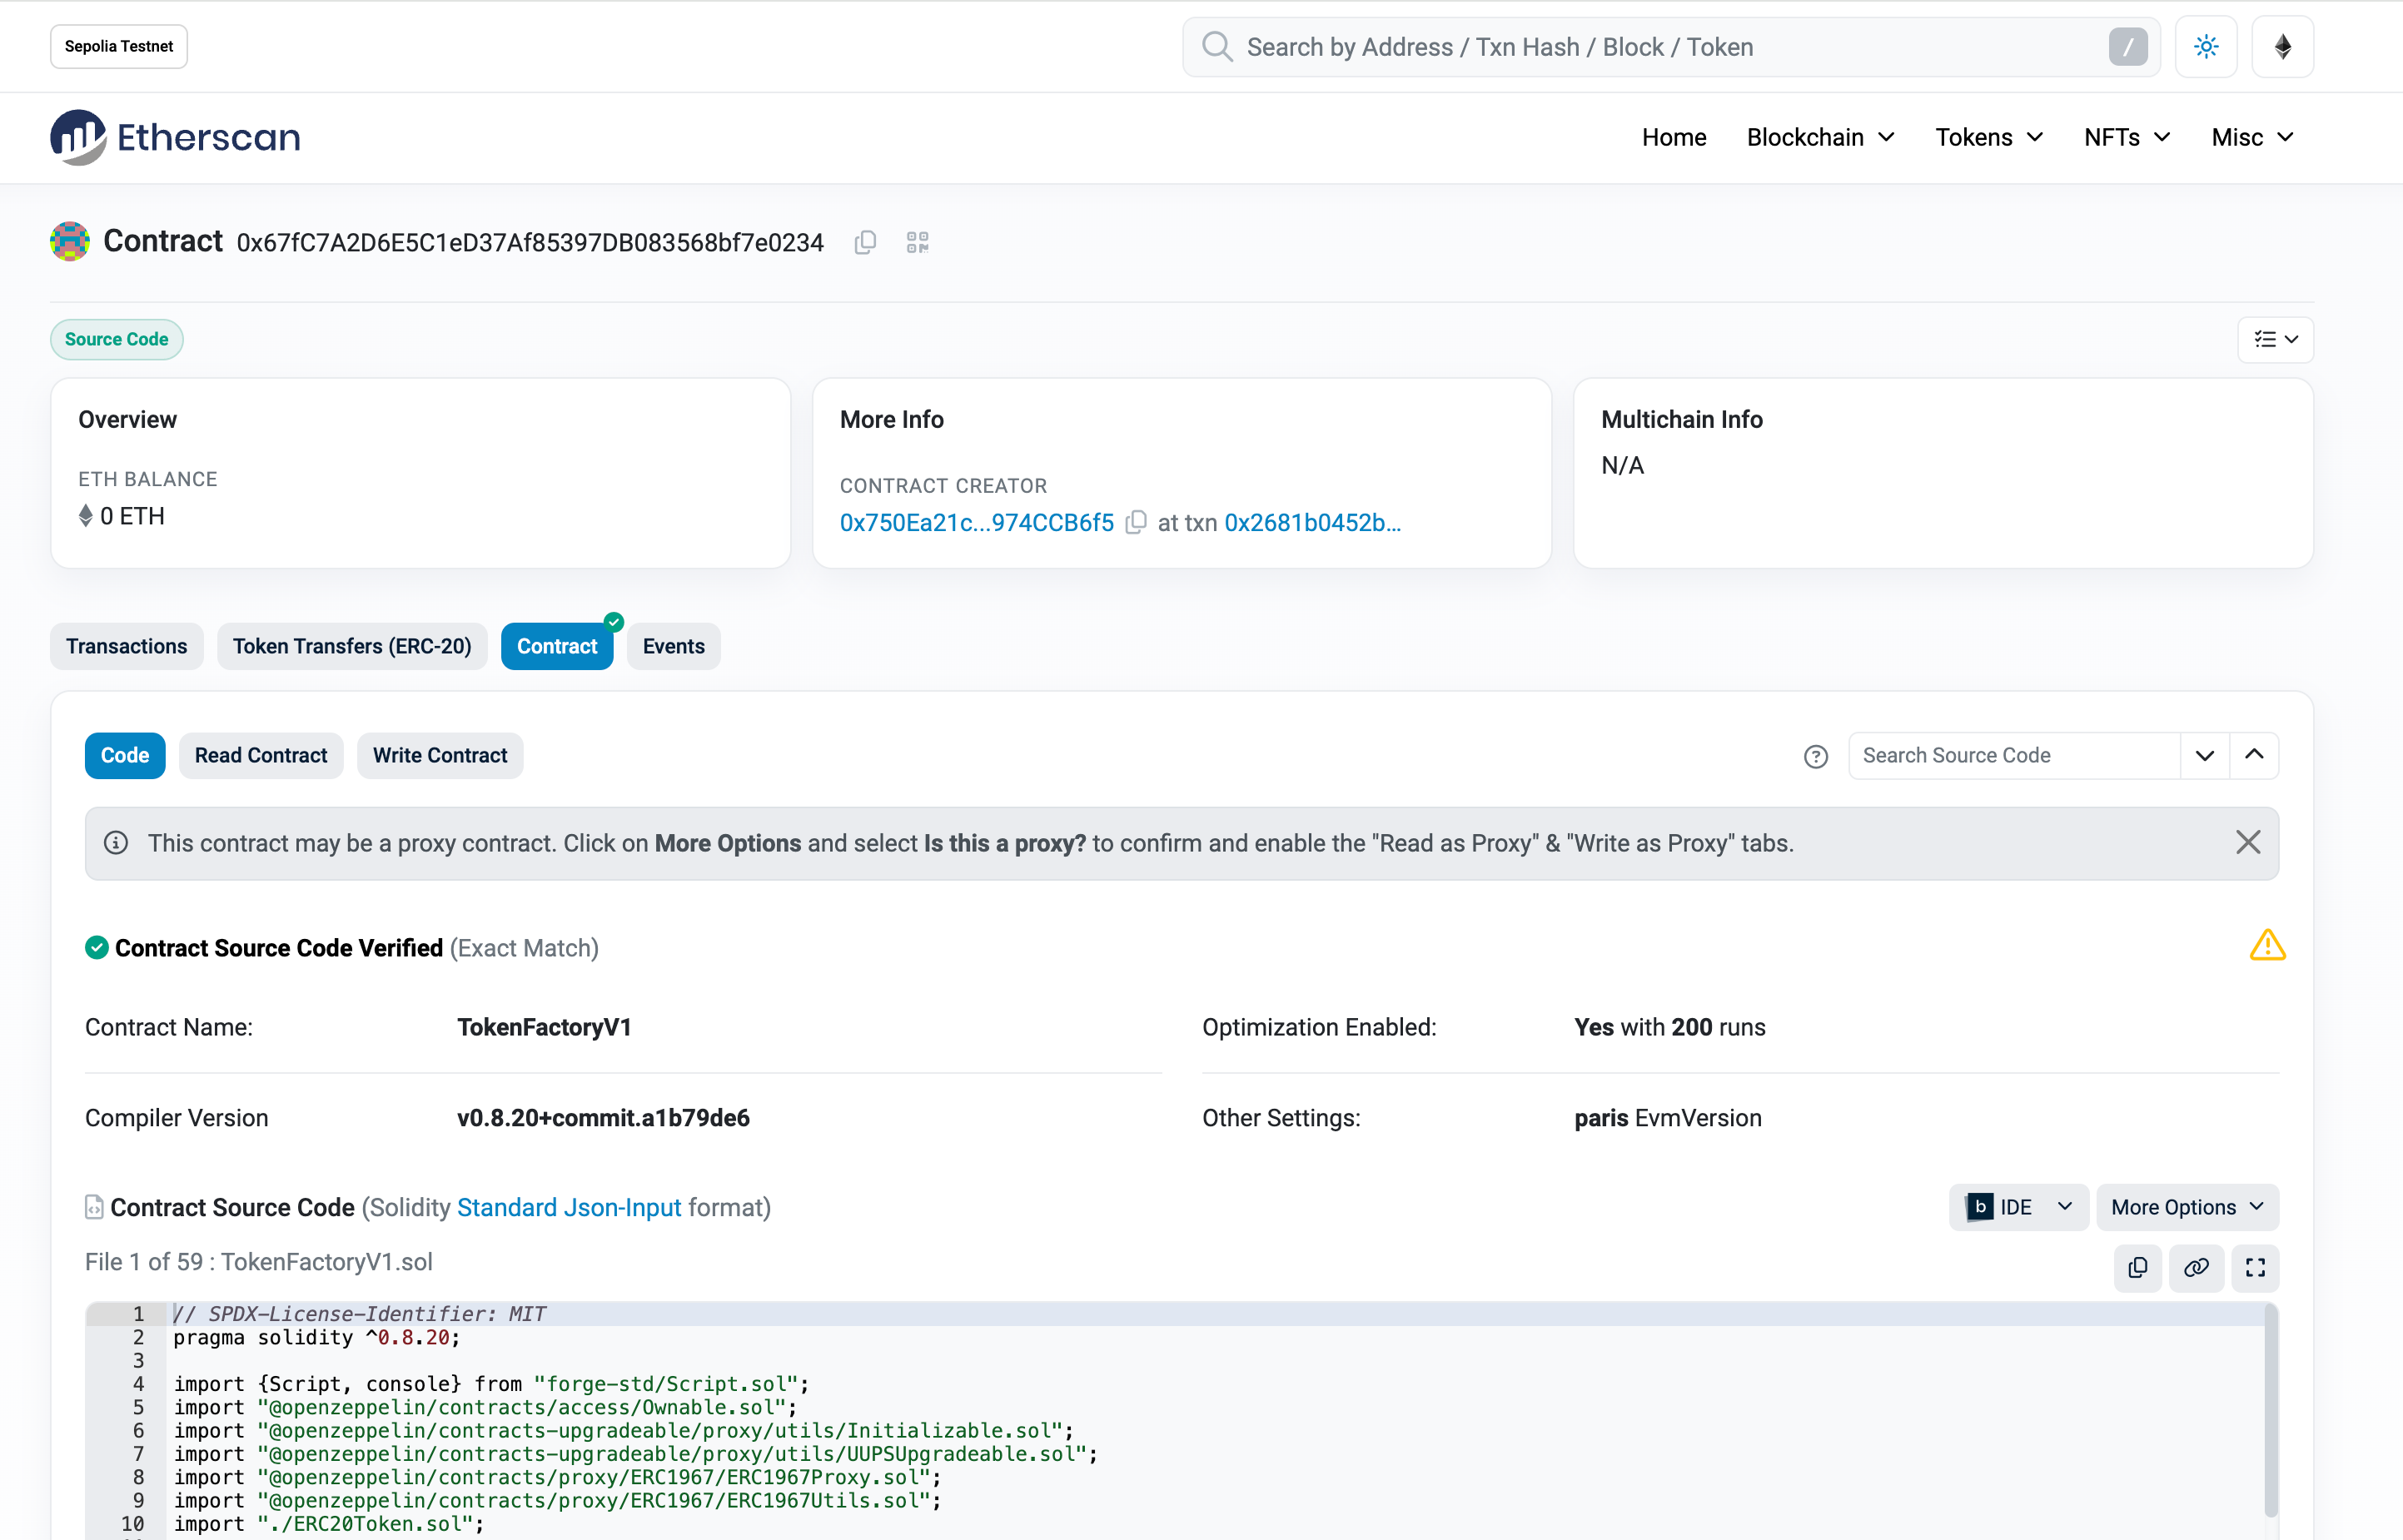 Sepolia Testnet
Search by Address / Txn Hash / Block / Token
/
Etherscan
Home Blockchain Tokens NFTs Misc
Contract 0x67fC7A2D6E5C1eD37Af85397DB083568bf7e0234
Source Code
Overview
ETH BALANCE
0 ETH
More Info
CONTRACT CREATOR
0x750Ea21c...974CCB6f5 at txn 0x2681b0452b...
Multichain Info
N/A
Transactions Token Transfers (ERC-20) Contract Events
Code Read Contract Write Contract
Search Source Code
This contract may be a proxy contract. Click on More Options and select Is this a proxy? to confirm and enable the "Read as Proxy" & "Write as Proxy" tabs.
Contract Source Code Verified (Exact Match)
Contract Name: TokenFactoryV1
Optimization Enabled: Yes with 200 runs
Compiler Version v0.8.20+commit.a1b79de6
Other Settings: paris EvmVersion
Contract Source Code (Solidity Standard Json-Input format)
b IDE More Options
File 1 of 59 : TokenFactoryV1.sol
1 // SPDX-License-Identifier: MIT
2 pragma solidity ^0.8.20;
3
4 import {Script, console} from "forge-std/Script.sol";
5 import "@openzeppelin/contracts/access/Ownable.sol";
6 import "@openzeppelin/contracts-upgradeable/proxy/utils/Initializable.sol";
7 import "@openzeppelin/contracts-upgradeable/proxy/utils/UUPSUpgradeable.sol";
8 import "@openzeppelin/contracts/proxy/ERC1967/ERC1967Proxy.sol";
9 import "@openzeppelin/contracts/proxy/ERC1967/ERC1967Utils.sol";
10 import "./ERC20Token.sol";